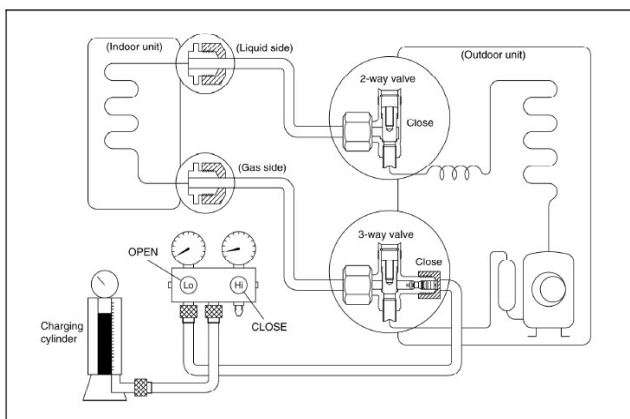 (Indoor unit)
(Liquid side)
(Outdoor unit)
2-way valve
Close
(Gas side)
3-way valve
Close
OPEN
Lo
Hi
CLOSE
Charging
cylinder